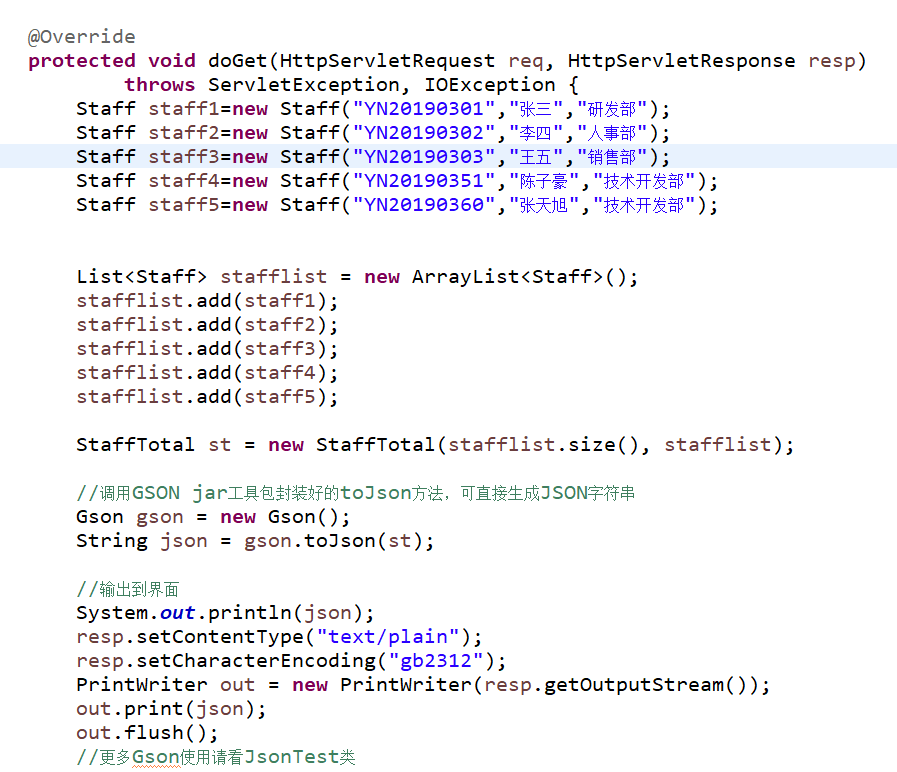 @Override
protected void doGet(HttpServletRequest req, HttpServletResponse resp)
throws ServletException, IOException {
Staff staff1=new Staff("YN20190301","张三","研发部");
Staff staff2=new Staff("YN20190302","李四","人事部");
Staff staff3=new Staff("YN20190303","王五","销售部");
Staff staff4=new Staff("YN20190351","陈子豪","技术开发部");
Staff staff5=new Staff("YN20190360","张天旭","技术开发部");
List<Staff> stafflist = new ArrayList<Staff>();
stafflist.add(staff1);
stafflist.add(staff2);
stafflist.add(staff3);
stafflist.add(staff4);
stafflist.add(staff5);
StaffTotal st = new StaffTotal(stafflist.size(), stafflist);
//调用GSON jar工具包封装好的toJson方法，可直接生成JSON字符串
Gson gson = new Gson();
String json = gson.toJson(st);
//输出到界面
System.out.println(json);
resp.setContentType("text/plain");
resp.setCharacterEncoding("gb2312");
PrintWriter out = new PrintWriter(resp.getOutputStream());
out.print(json);
out.flush();
//更多Gson使用请看JsonTest类